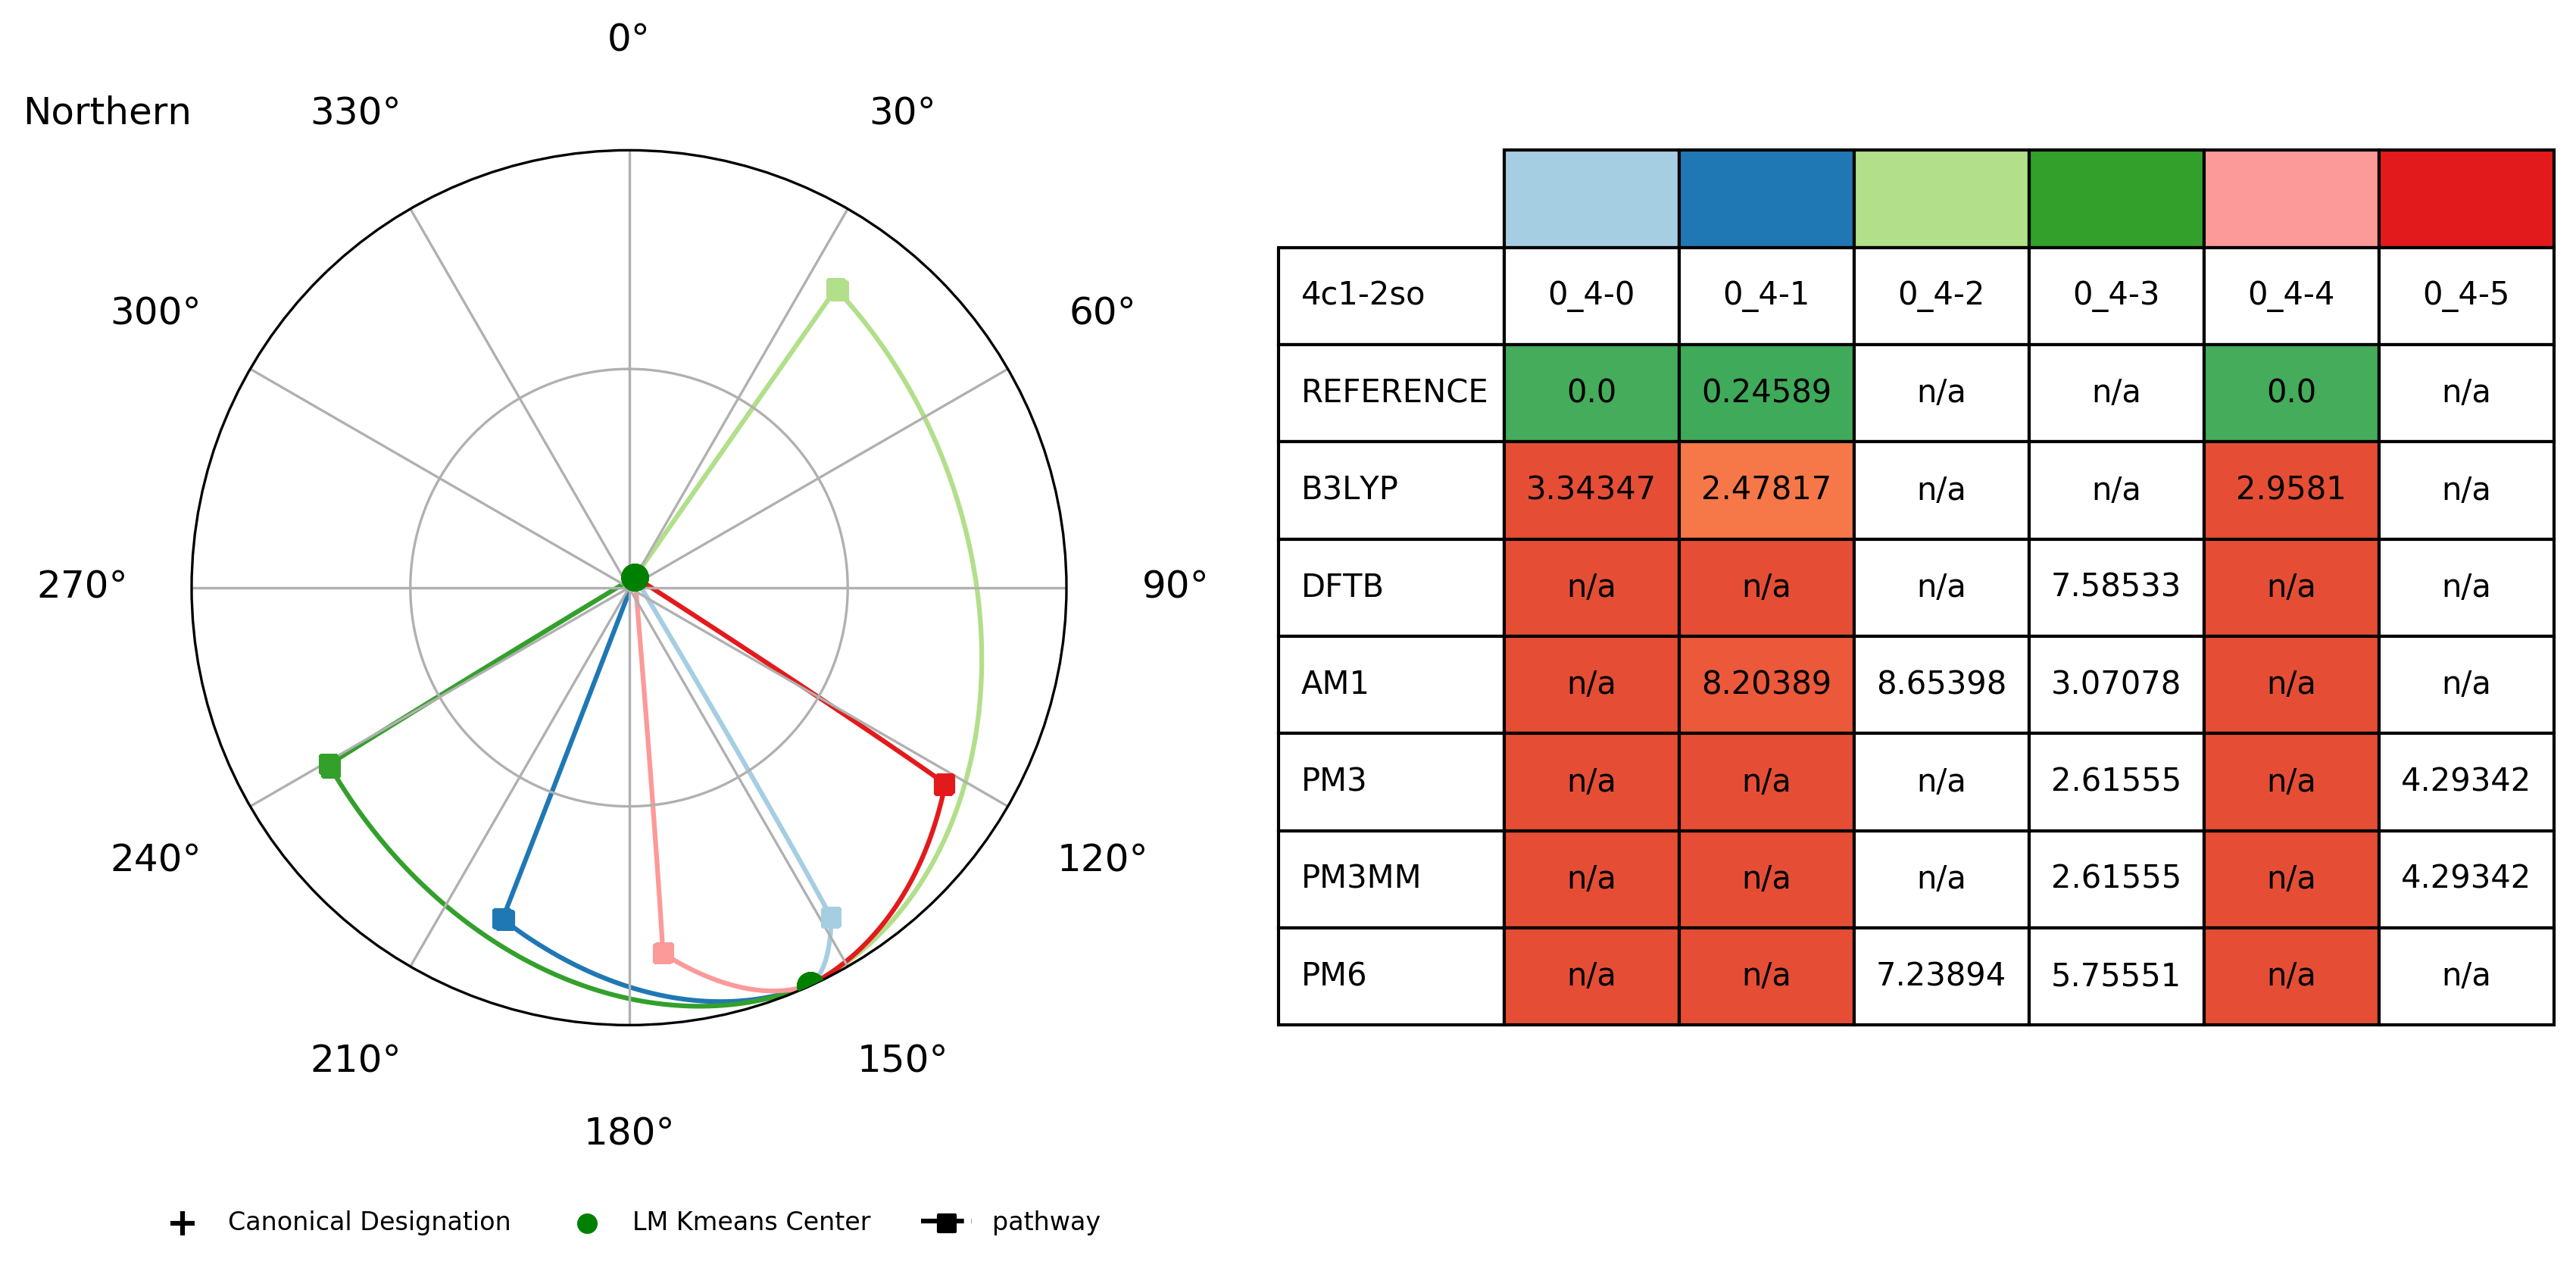 0°
Northern
330°
30°
300°
60°
270°
90°
240°
120°
210°
150°
180°
Canonical Designation
LM Kmeans Center
pathway
4c1-2so 0_4-0 0_4-1 0_4-2 0_4-3 0_4-4 0_4-5
REFERENCE 0.0 0.24589 n/a n/a 0.0 n/a
B3LYP 3.34347 2.47817 n/a n/a 2.9581 n/a
DFTB n/a n/a n/a 7.58533 n/a n/a
AM1 n/a 8.20389 8.65398 3.07078 n/a n/a
PM3 n/a n/a n/a 2.61555 n/a 4.29342
PM3MM n/a n/a n/a 2.61555 n/a 4.29342
PM6 n/a n/a 7.23894 5.75551 n/a n/a